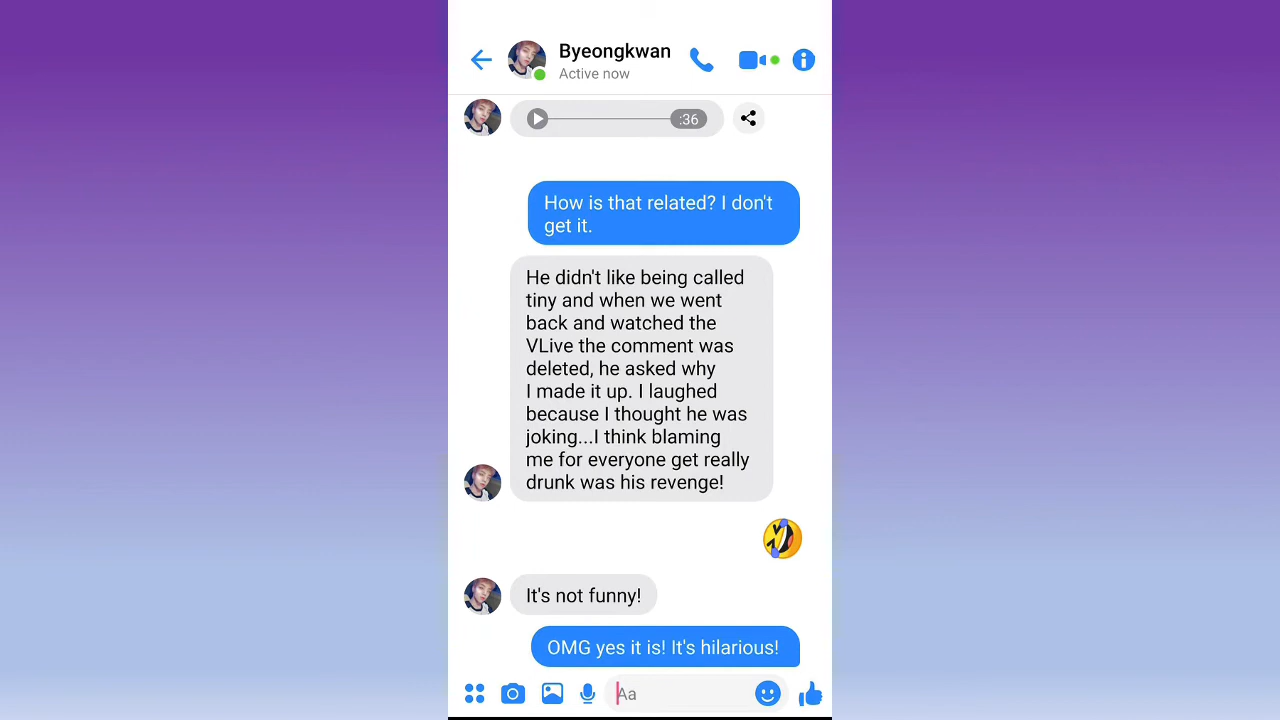 Byeongkwan
Active now
:36
How is that related? I don't
get it.
He didn't like being called
tiny and when we went
back and watched the
VLive the comment was
deleted, he asked why
I made it up. I laughed
because I thought he was
joking...I think blaming
me for everyone get really
drunk was his revenge!
It's not funny!
OMG yes it is! It's hilarious!
Aa